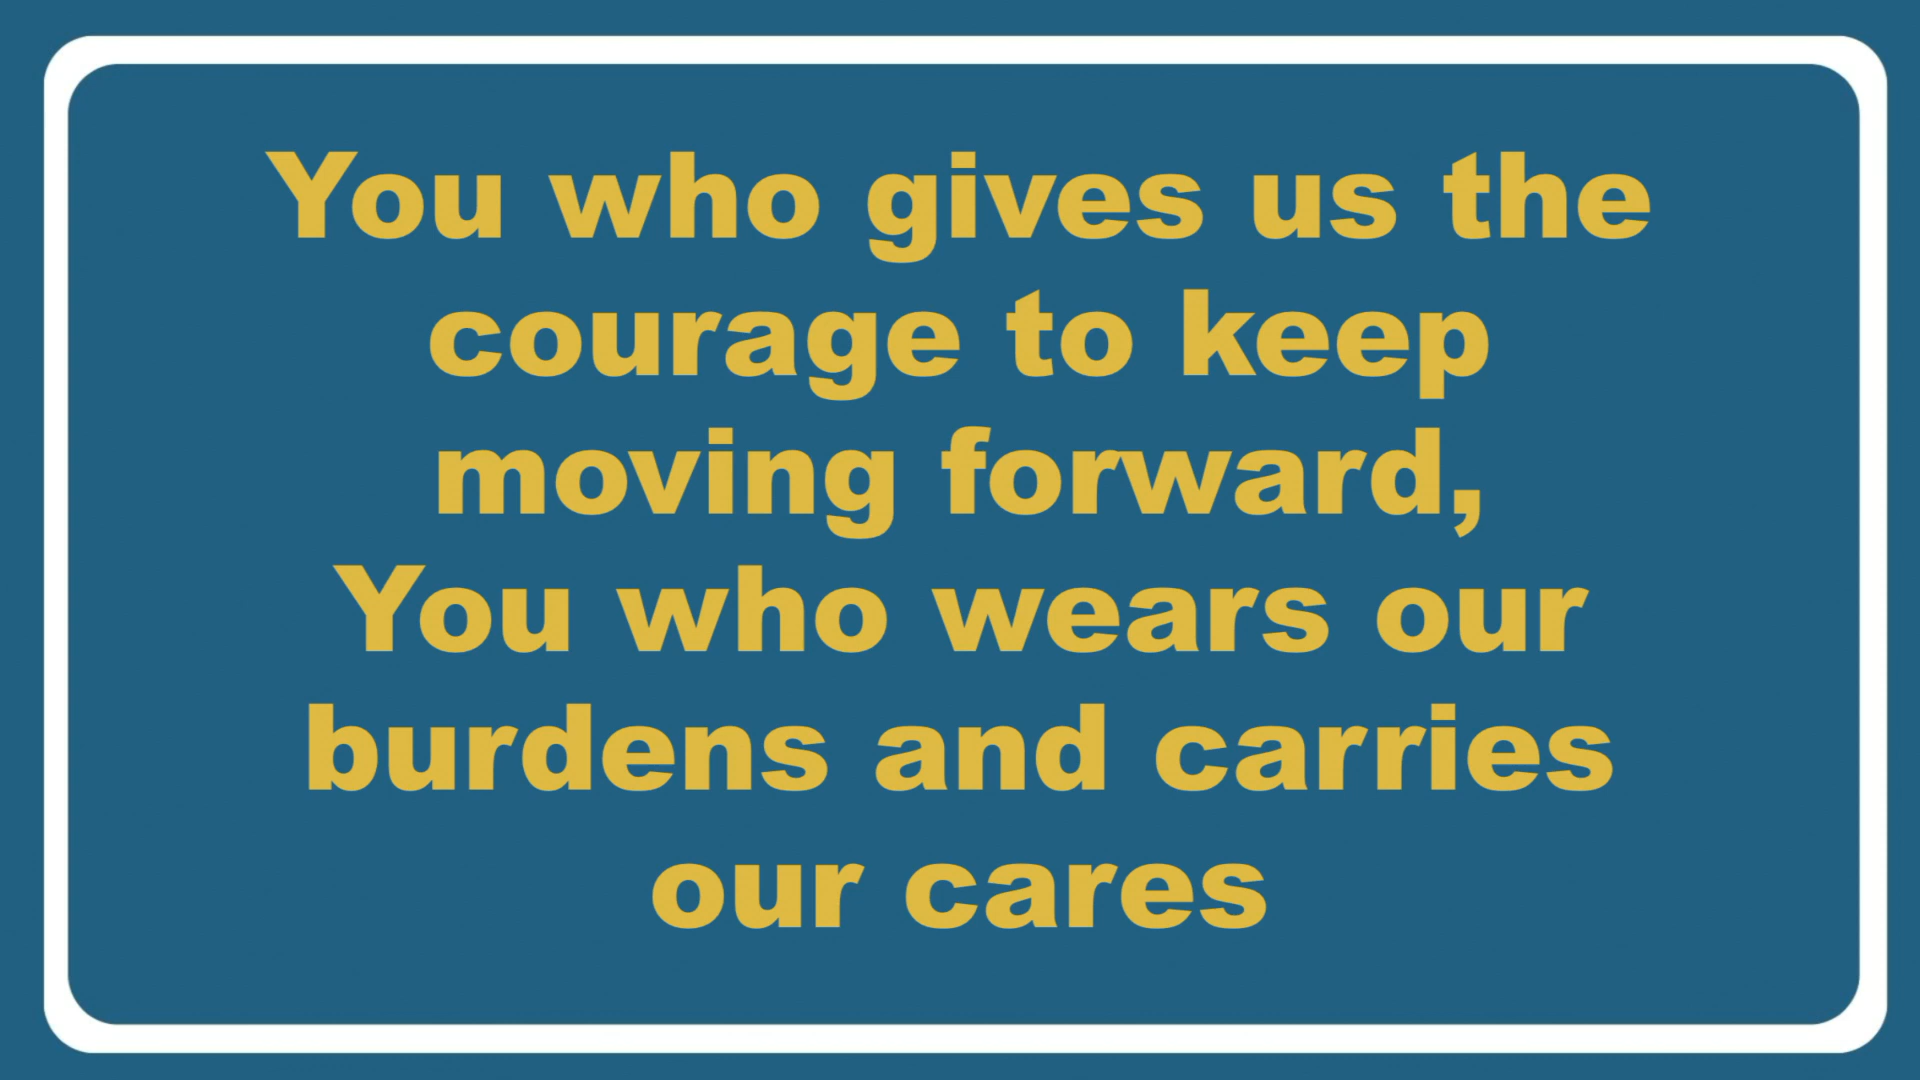 You who gives us the
courage to keep
moving forward,
You who wears our
burdens and carries
our cares